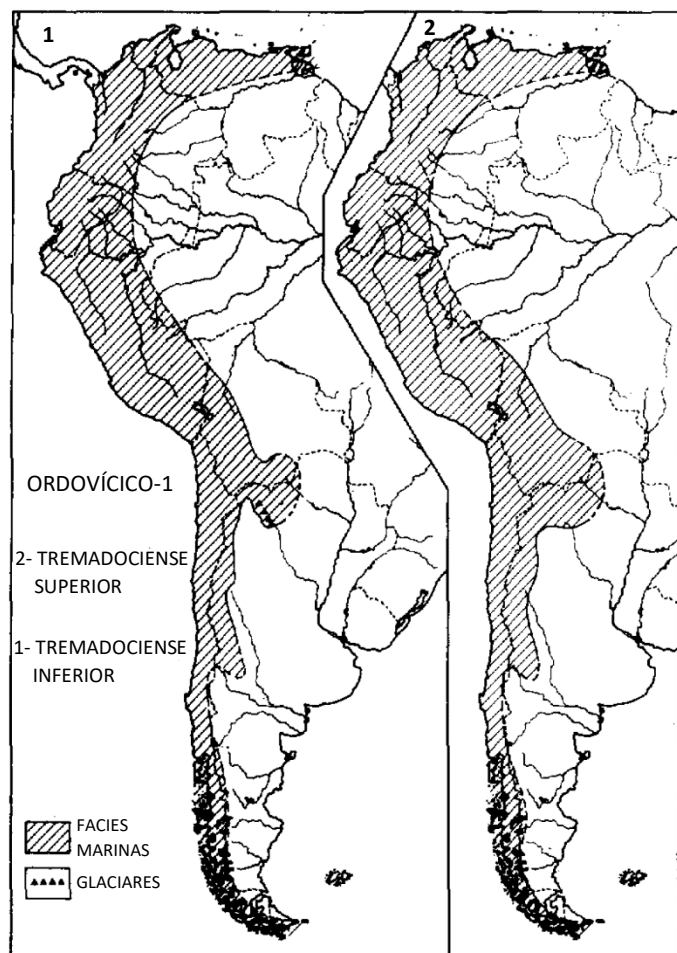 1
2
ORDOVÍCICO-1
2- TREMADOCIENSE
SUPERIOR
1- TREMADOCIENSE
INFERIOR
FACIES
MARINAS
GLACIARES